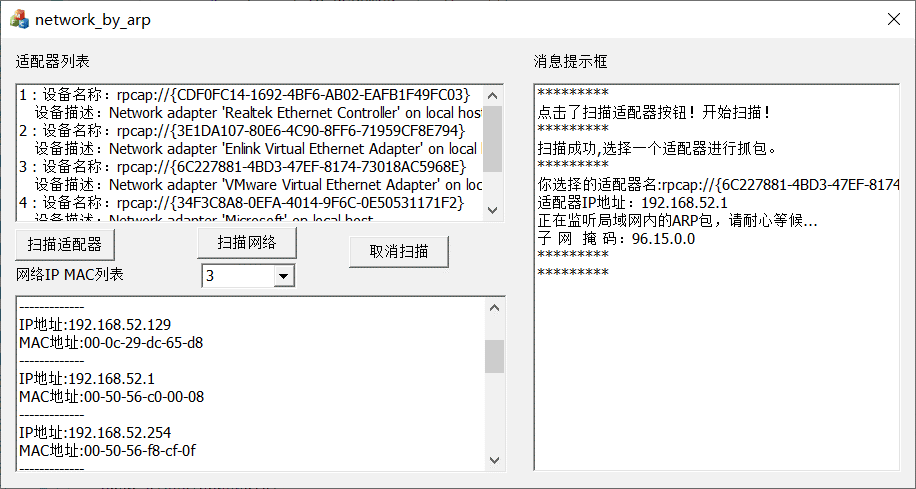 network_by_arp
适配器列表
1：设备名称：rpcap://{CDF0FC14-1692-4BF6-AB02-EAFB1F49FC03}
设备描述：Network adapter 'Realtek Ethernet Controller' on local host
2：设备名称：rpcap://{3E1DA107-80E6-4C90-8FF6-71959CF8E794}
设备描述：Network adapter 'Enlink Virtual Ethernet Adapter' on local
3：设备名称：rpcap://{6C227881-4BD3-47EF-8174-73018AC5968E}
设备描述：Network adapter 'VMware Virtual Ethernet Adapter' on loc
4：设备名称：rpcap://{34F3C8A8-0EFA-4014-9F6C-0E50531171F2}
设备描述：Network adapter 'Microsoft' on local host
扫描适配器
扫描网络
取消扫描
网络IP MAC列表
3
-------------
IP地址:192.168.52.129
MAC地址:00-0c-29-dc-65-d8
-------------
IP地址:192.168.52.1
MAC地址:00-50-56-c0-00-08
-------------
IP地址:192.168.52.254
MAC地址:00-50-56-f8-cf-0f
-------------
消息提示框
*********
点击了扫描适配器按钮！开始扫描！
*********
扫描成功,选择一个适配器进行抓包。
*********
你选择的适配器名:rpcap://{6C227881-4BD3-47EF-8174
适配器IP地址：192.168.52.1
正在监听局域网内的ARP包，请耐心等候...
子 网 掩 码：96.15.0.0
*********
*********